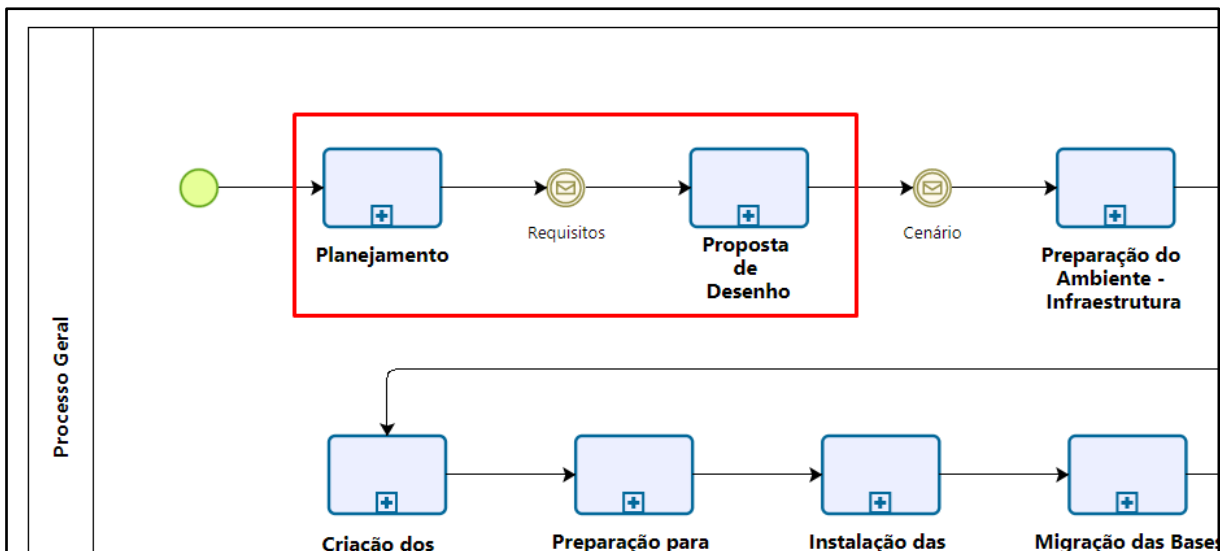 Processo Geral
Planejamento
Requisitos
Proposta
de
Desenho
Cenário
Preparação do
Ambiente -
Infraestrutura
Criação dos
Preparação para
Instalação das
Migração das Bases